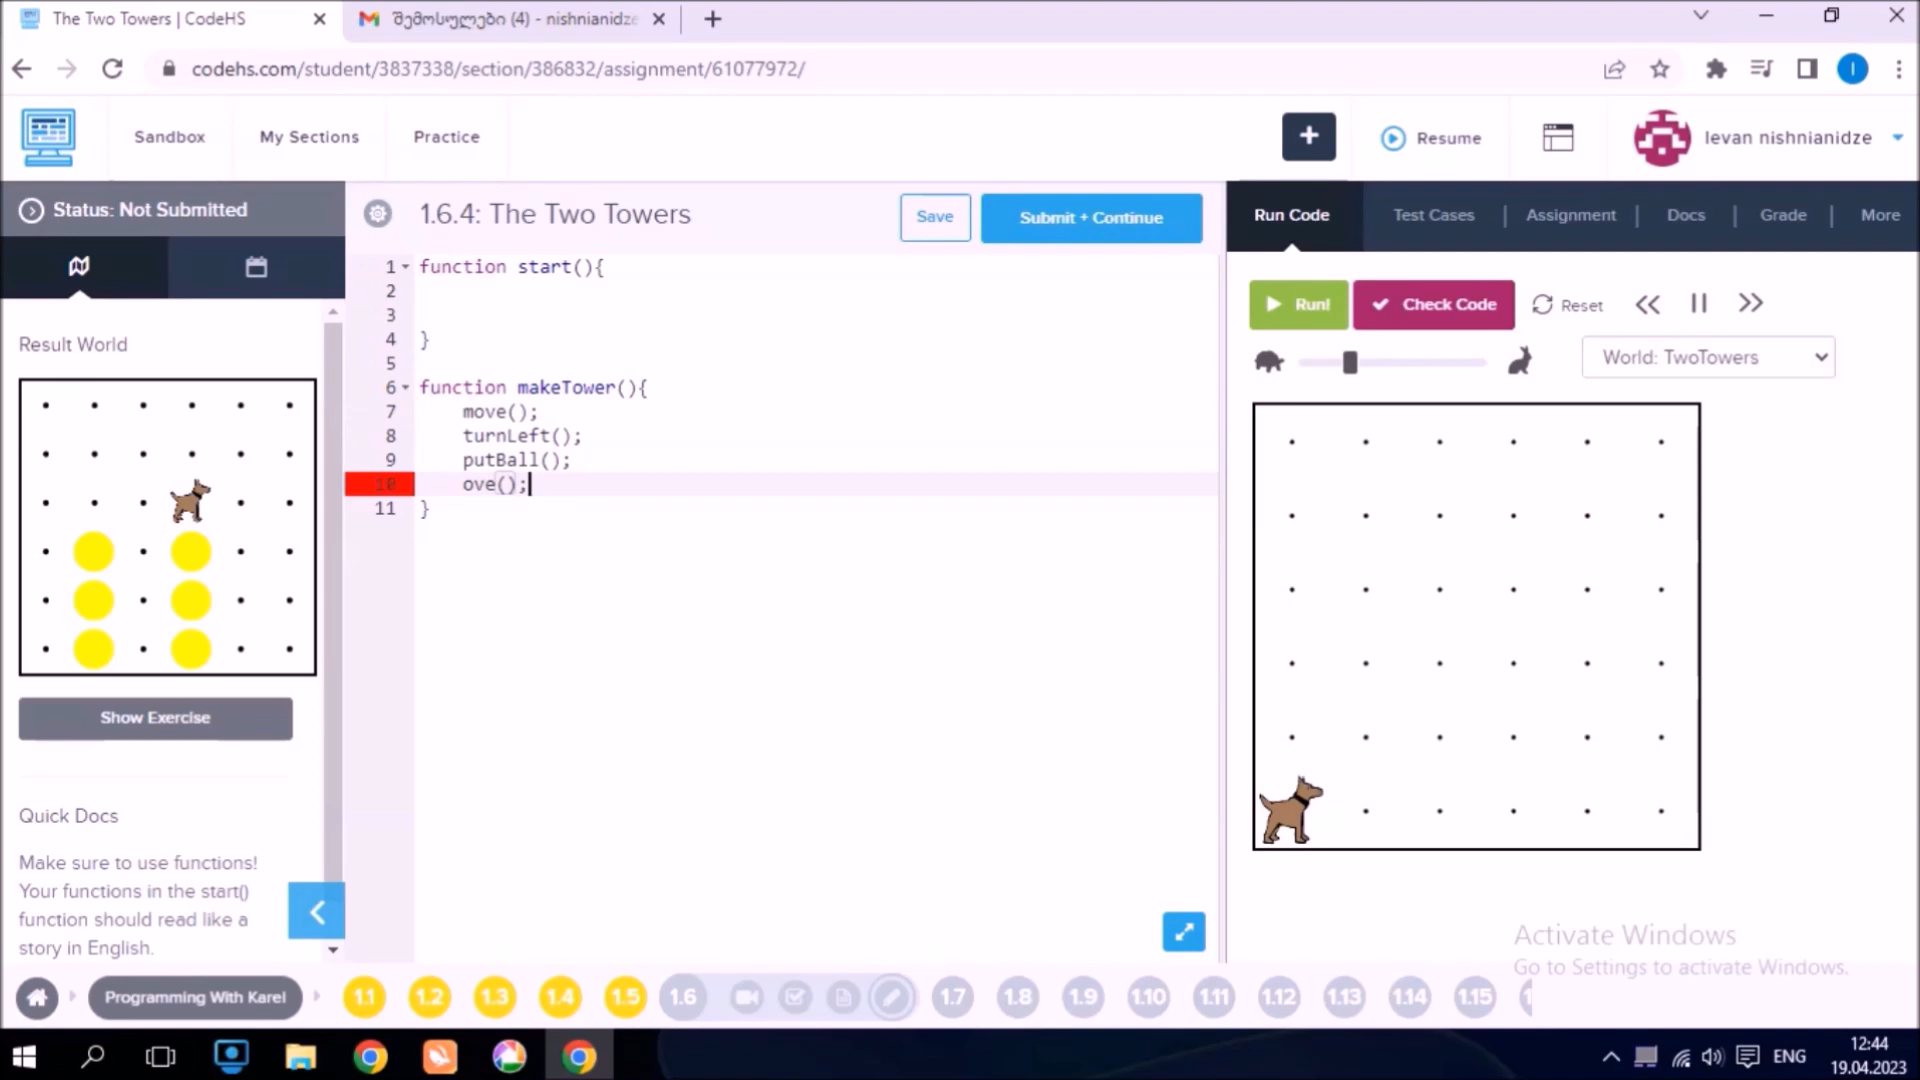 The Two Towers | CodeHS
შემოსულები (4) - nishnianidze
codehs.com/student/3837338/section/386832/assignment/61077972/
I
Sandbox
My Sections
Practice
+
Resume
levan nishnianidze
Status: Not Submitted
1.6.4: The Two Towers
Save
Submit + Continue
Run Code
Test Cases
Assignment
Docs
Grade
More
Result World
Show Exercise
Quick Docs
Make sure to use functions!
Your functions in the start()
function should read like a
story in English.
1 function start(){
2
3
4 }
5
6 function makeTower(){
7 move();
8 turnLeft();
9 putBall();
10 ove();
11 }
Run!
Check Code
Reset
World: TwoTowers
Activate Windows
Go to Settings to activate Windows.
Programming With Karel
1.1
1.2
1.3
1.4
1.5
1.6
1.7
1.8
1.9
1.10
1.11
1.12
1.13
1.14
1.15
ENG
12:44
19.04.2023